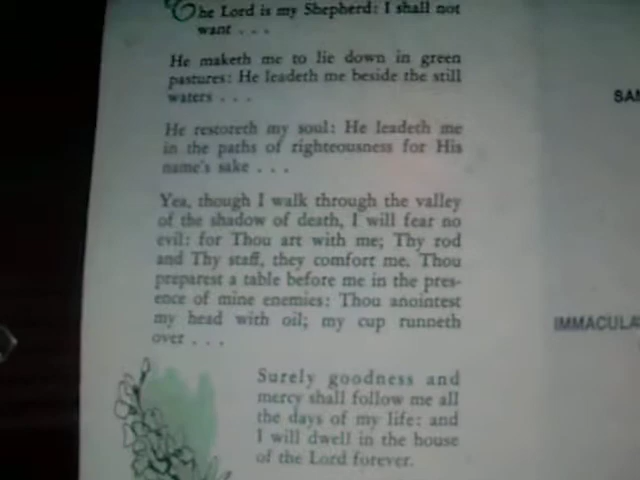 The Lord is my Shepherd: I shall not
want . . .
He maketh me to lie down in green
pastures: He leadeth me beside the still
waters . . .
SAN
He restoreth my soul: He leadeth me
in the paths of righteousness for His
name's sake . . .
Yea, though I walk through the valley
of the shadow of death, I will fear no
evil: for Thou art with me; Thy rod
and Thy staff, they comfort me. Thou
preparest a table before me in the pres-
ence of mine enemies: Thou anointest
my head with oil; my cup runneth
over . . .
IMMACULA
Surely goodness and
mercy shall follow me all
the days of my life: and
I will dwell in the house
of the Lord forever.